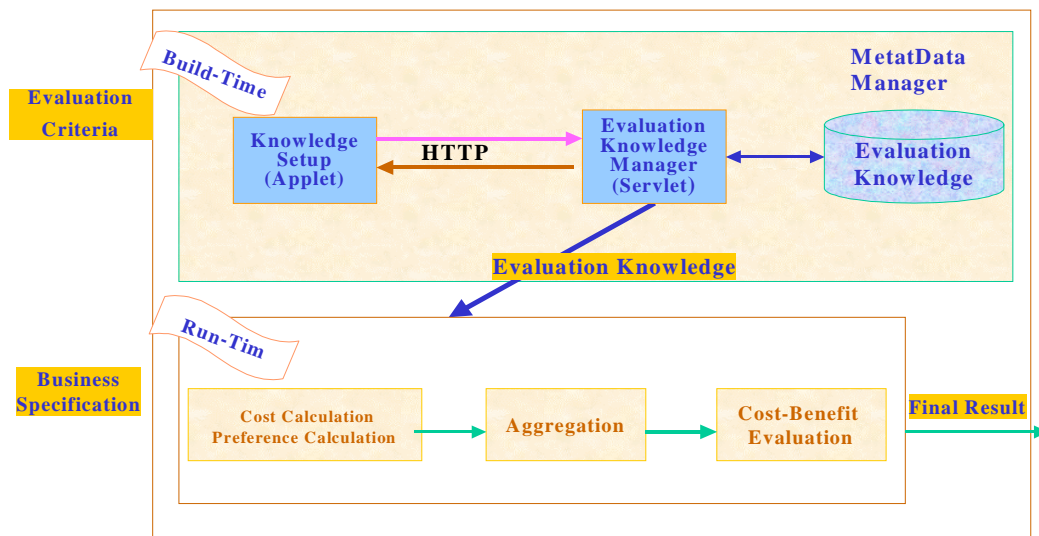 Build-Time
MetatData
Manager
Evaluation
Criteria
Knowledge
Setup
(Applet)
HTTP
Evaluation
Knowledge
Manager
(Servlet)
Evaluation
Knowledge
Evaluation Knowledge
Run-Tim
Business
Specification
Cost Calculation
Preference Calculation
Aggregation
Cost-Benefit
Evaluation
Final Result